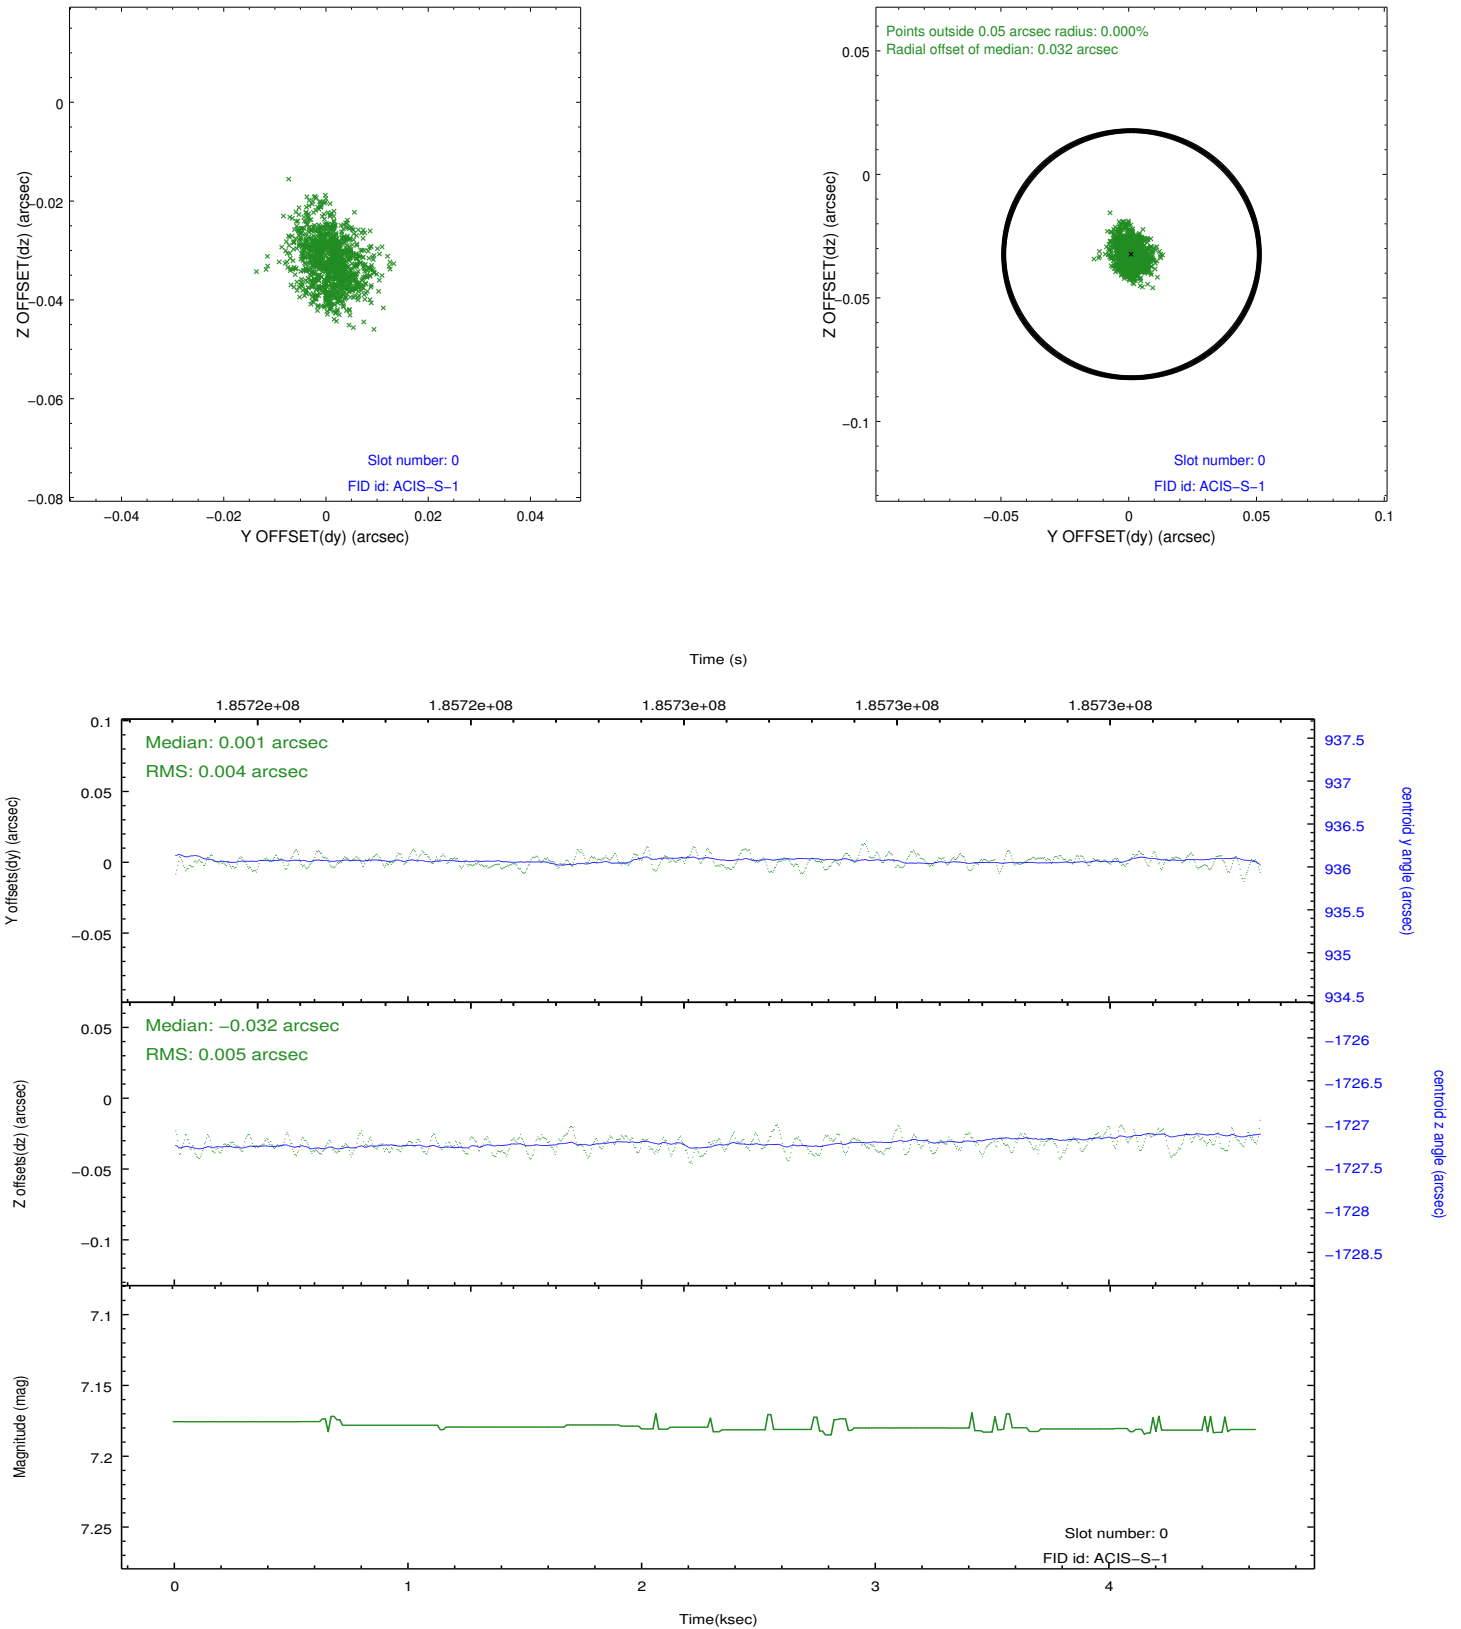 0
−0.02
−0.04
−0.06
−0.08
Z OFFSET(dz) (arcsec)
Slot number: 0
FID id: ACIS−S−1
−0.04 −0.02 0 0.02 0.04
Y OFFSET(dy) (arcsec)
Points outside 0.05 arcsec radius: 0.000%
Radial offset of median: 0.032 arcsec
0.05
0
−0.05
−0.1
Z OFFSET(dz) (arcsec)
Slot number: 0
FID id: ACIS−S−1
−0.05 0 0.05 0.1
Y OFFSET(dy) (arcsec)
Time (s)
1.8572e+08 1.8572e+08 1.8573e+08 1.8573e+08 1.8573e+08
Median: 0.001 arcsec
RMS: 0.004 arcsec
0.1
0.05
0
−0.05
Y offsets(dy) (arcsec)
937.5
937
936.5
936
935.5
935
934.5
centroid y angle (arcsec)
Median: −0.032 arcsec
RMS: 0.005 arcsec
0.05
0
−0.05
−0.1
Z offsets(dz) (arcsec)
−1726
−1726.5
−1727
−1727.5
−1728
−1728.5
centroid z angle (arcsec)
7.1
7.15
7.2
7.25
Magnitude (mag)
Slot number: 0
FID id: ACIS−S−1
0 1 2 3 4
Time(ksec)